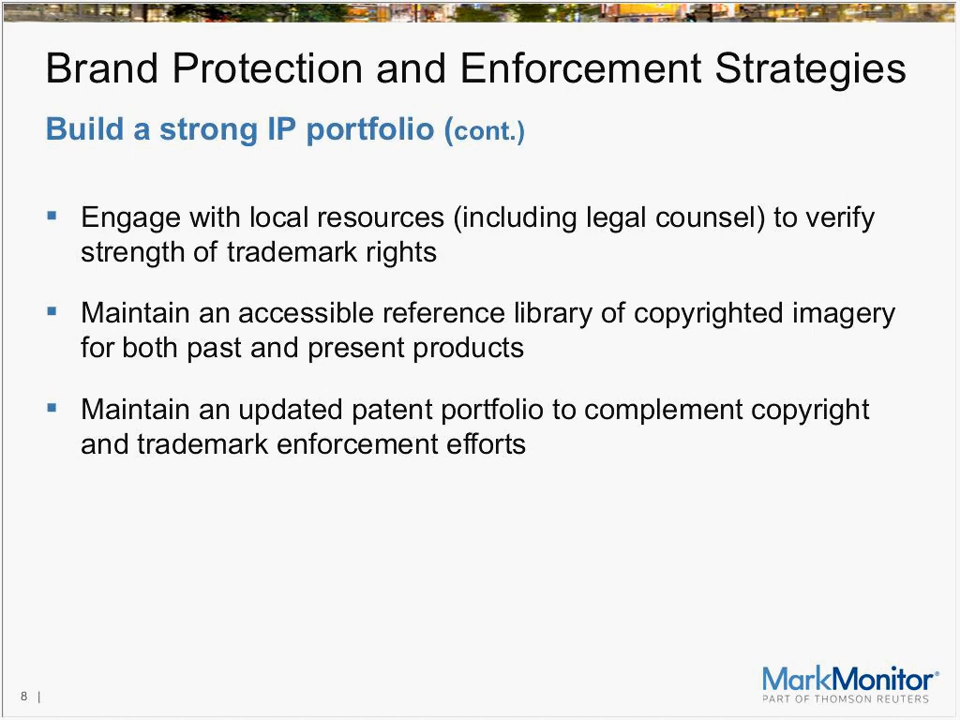 Brand Protection and Enforcement Strategies
Build a strong IP portfolio (cont.)
▪ Engage with local resources (including legal counsel) to verify
strength of trademark rights
▪ Maintain an accessible reference library of copyrighted imagery
for both past and present products
▪ Maintain an updated patent portfolio to complement copyright
and trademark enforcement efforts
8 |
MarkMonitor®
PART OF THOMSON REUTERS